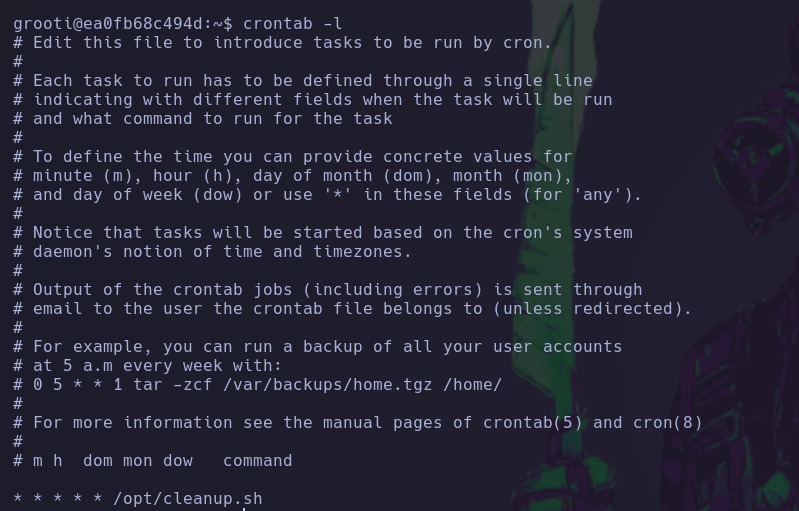 grooti@ea0fb68c494d:~$ crontab -l
# Edit this file to introduce tasks to be run by cron.
#
# Each task to run has to be defined through a single line
# indicating with different fields when the task will be run
# and what command to run for the task
#
# To define the time you can provide concrete values for
# minute (m), hour (h), day of month (dom), month (mon),
# and day of week (dow) or use '*' in these fields (for 'any').
#
# Notice that tasks will be started based on the cron's system
# daemon's notion of time and timezones.
#
# Output of the crontab jobs (including errors) is sent through
# email to the user the crontab file belongs to (unless redirected).
#
# For example, you can run a backup of all your user accounts
# at 5 a.m every week with:
# 0 5 * * 1 tar -zcf /var/backups/home.tgz /home/
#
# For more information see the manual pages of crontab(5) and cron(8)
#
# m h  dom mon dow   command

* * * * * /opt/cleanup.sh